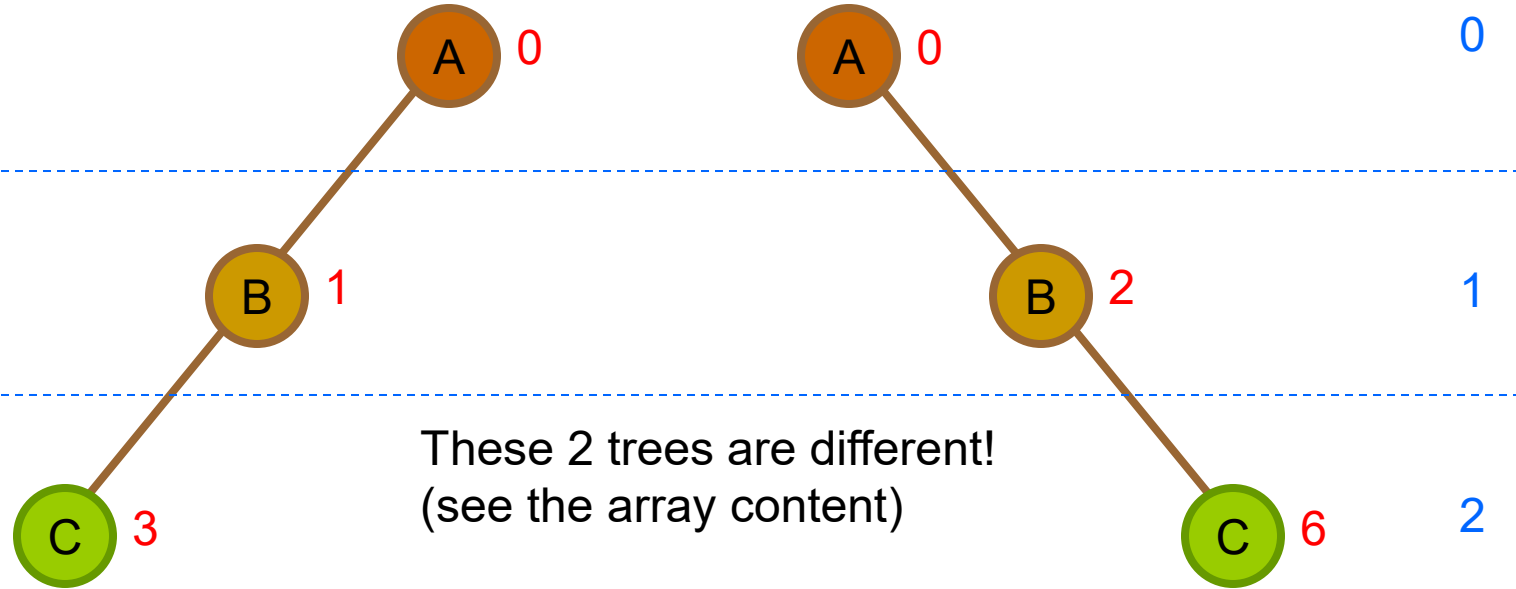 A 0 A 0 0
B 1 B 2 1
These 2 trees are different!
(see the array content)
C 3 C 6 2